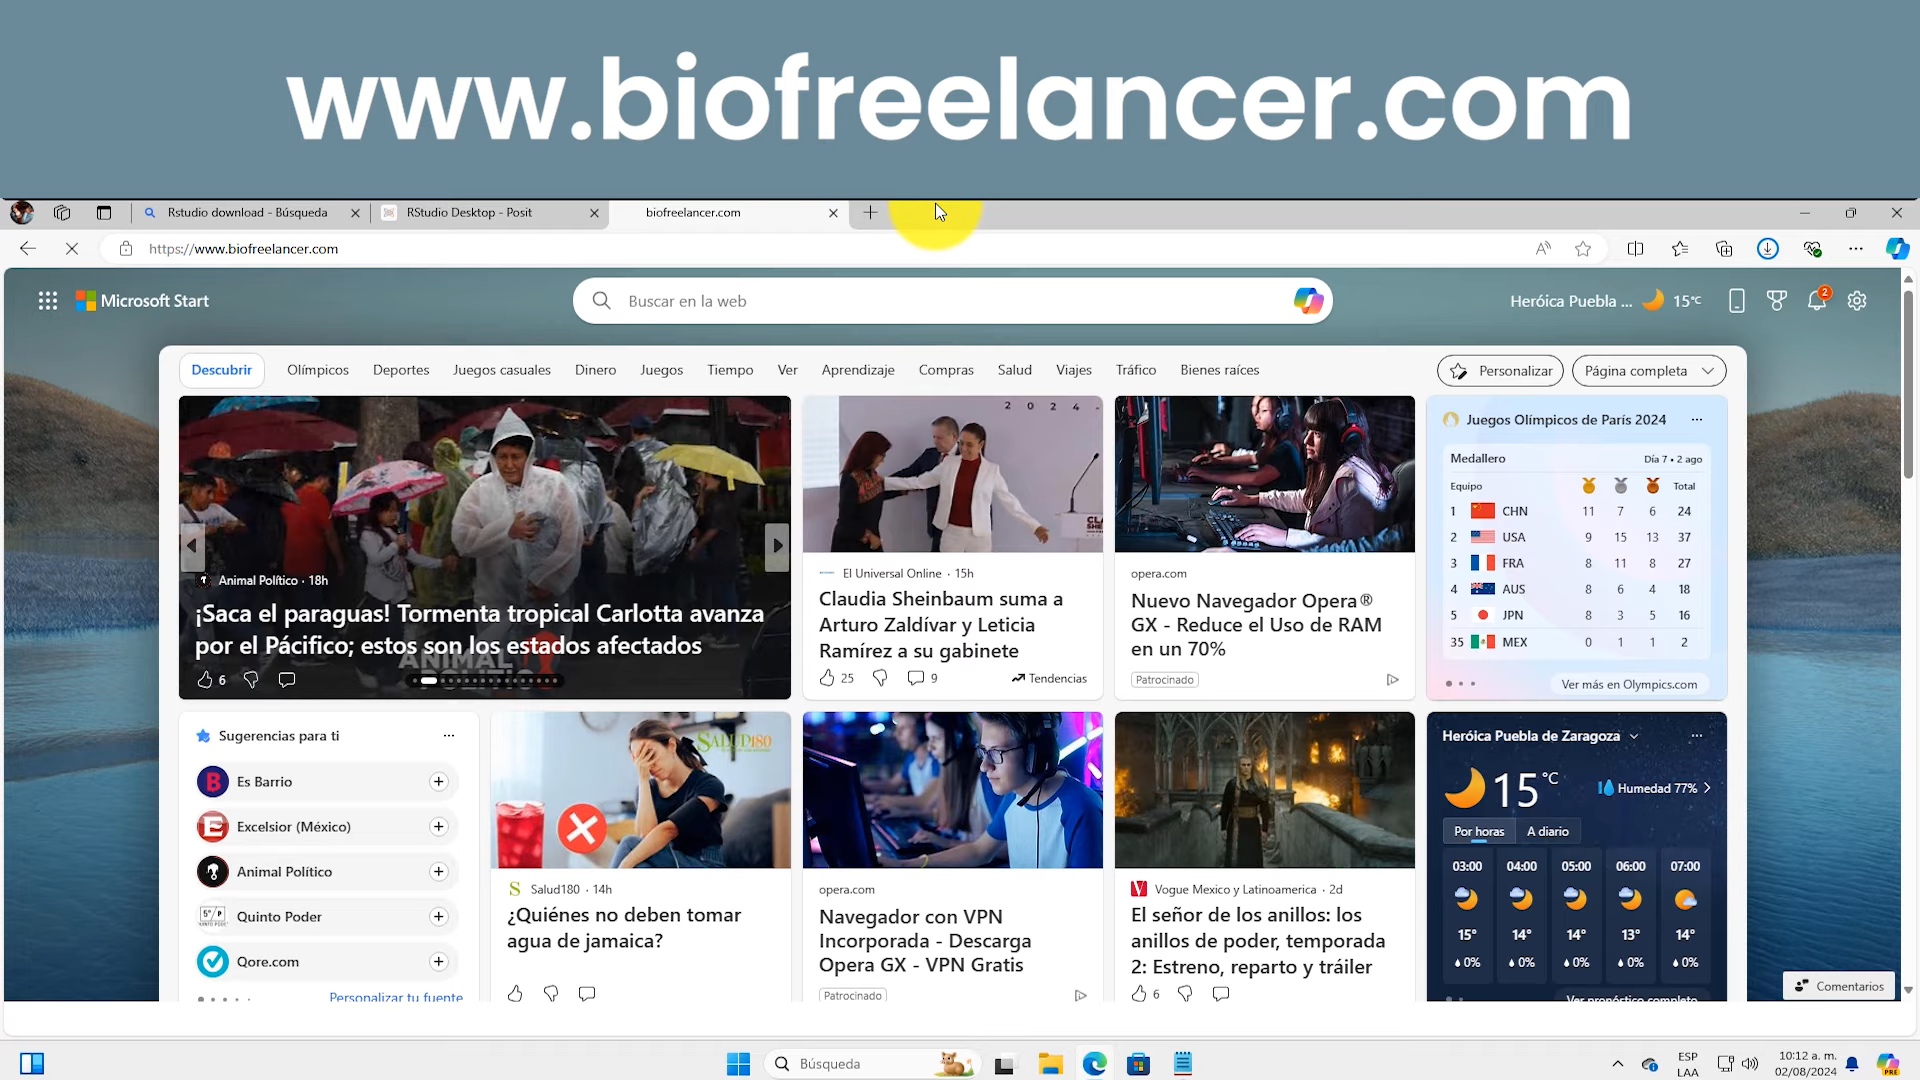 www.biofreelancer.com
Rstudio download - Búsqueda
RStudio Desktop - Posit
biofreelancer.com
https://www.biofreelancer.com
Microsoft Start
Buscar en la web
Heróica Puebla ...
15°C
2
Descubrir
Olímpicos
Deportes
Juegos casuales
Dinero
Juegos
Tiempo
Ver
Aprendizaje
Compras
Salud
Viajes
Tráfico
Bienes raíces
Personalizar
Página completa
Animal Político · 18h
¡Saca el paraguas! Tormenta tropical Carlotta avanza
por el Pácifico; estos son los estados afectados
6
2 0 2 4 -
El Universal Online · 15h
Claudia Sheinbaum suma a
Arturo Zaldívar y Leticia
Ramírez a su gabinete
25
9
Tendencias
opera.com
Nuevo Navegador Opera®
GX - Reduce el Uso de RAM
en un 70%
Patrocinado
Juegos Olímpicos de París 2024
Medallero
Día 7 • 2 ago
Equipo Total
1 CHN 11 7 6 24
2 USA 9 15 13 37
3 FRA 8 11 8 27
4 AUS 8 6 4 18
5 JPN 8 3 5 16
35 MEX 0 1 1 2
Ver más en Olympics.com
Sugerencias para ti
Es Barrio
Excelsior (México)
Animal Político
Quinto Poder
Qore.com
Personalizar tu fuente
SALUD180
Salud180 · 14h
¿Quiénes no deben tomar
agua de jamaica?
opera.com
Navegador con VPN
Incorporada - Descarga
Opera GX - VPN Gratis
Patrocinado
Vogue Mexico y Latinoamerica · 2d
El señor de los anillos: los
anillos de poder, temporada
2: Estreno, reparto y tráiler
6
Heróica Puebla de Zaragoza
15 °C
Humedad 77%
Por horas
A diario
03:00 04:00 05:00 06:00 07:00
15° 14° 14° 13° 14°
0% 0% 0% 0% 0%
Ver pronóstico completo
Comentarios
Búsqueda
ESP
LAA
10:12 a. m.
02/08/2024
PRE